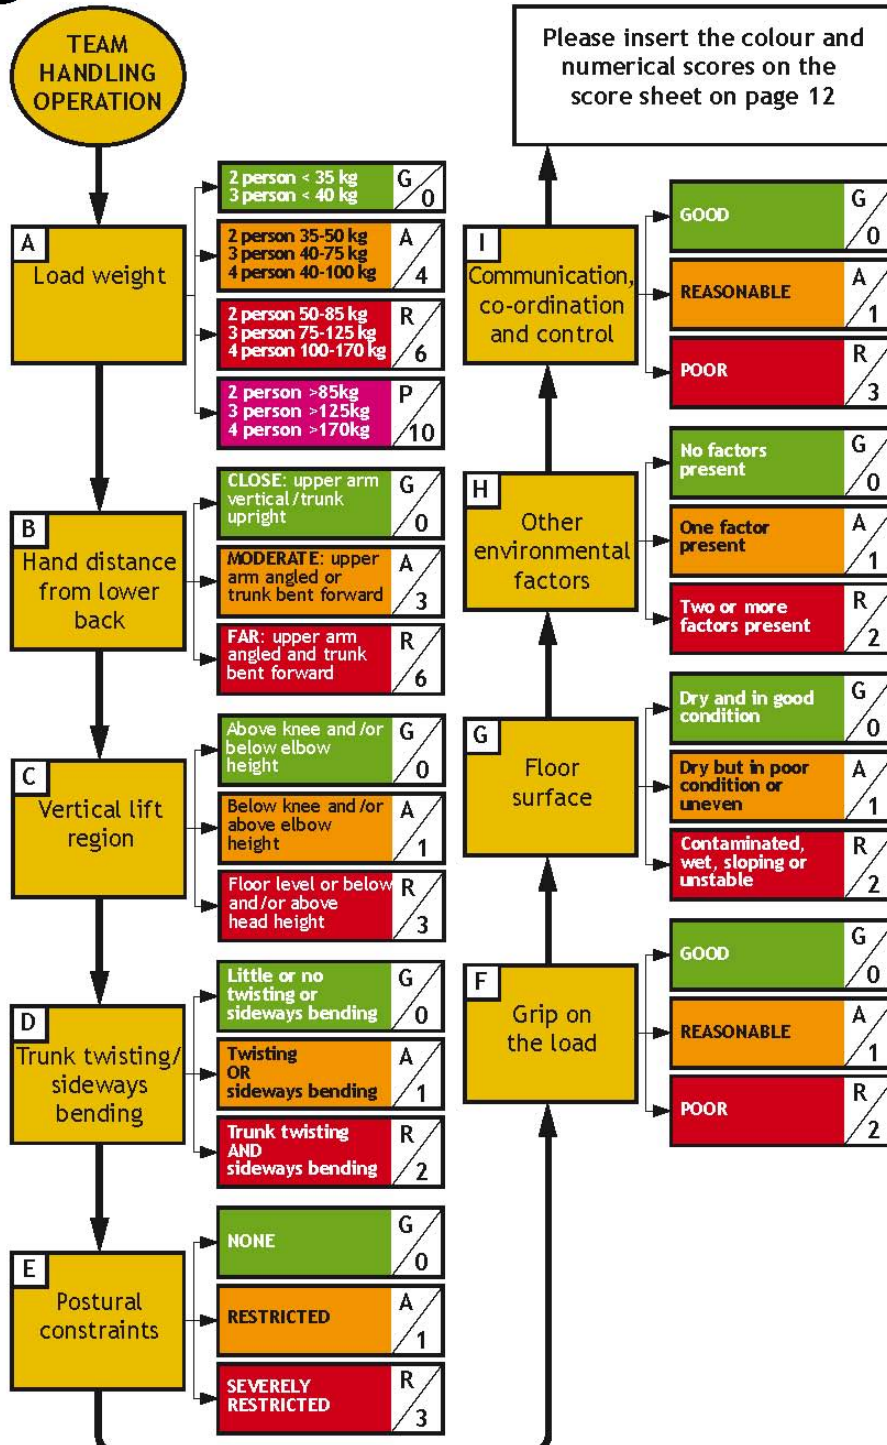 TEAM
HANDLING
OPERATION
A
Load weight
2 person < 35 kg
3 person < 40 kg
G
0
2 person 35-50 kg
3 person 40-75 kg
4 person 40-100 kg
A
4
2 person 50-85 kg
3 person 75-125 kg
4 person 100-170 kg
R
6
2 person >85kg
3 person >125kg
4 person >170kg
P
10
B
Hand distance
from lower
back
CLOSE: upper arm
vertical/trunk
upright
G
0
MODERATE: upper
arm angled or
trunk bent forward
A
3
FAR: upper arm
angled and trunk
bent forward
R
6
C
Vertical lift
region
Above knee and/or
below elbow
height
G
0
Below knee and/or
above elbow
height
A
1
Floor level or below
and/or above
head height
R
3
D
Trunk twisting/
sideways
bending
Little or no
twisting or
sideways bending
G
0
Twisting
OR
sideways bending
A
1
Trunk twisting
AND
sideways bending
R
2
E
Postural
constraints
NONE
G
0
RESTRICTED
A
1
SEVERELY
RESTRICTED
R
3
F
Grip on
the load
GOOD
G
0
REASONABLE
A
1
POOR
R
2
G
Floor
surface
Dry and in good
condition
G
0
Dry but in poor
condition or
uneven
A
1
Contaminated,
wet, sloping or
unstable
R
2
H
Other
environmental
factors
No factors
present
G
0
One factor
present
A
1
Two or more
factors present
R
2
I
Communication,
co-ordination
and control
GOOD
G
0
REASONABLE
A
1
POOR
R
3
Please insert the colour and
numerical scores on the
score sheet on page 12